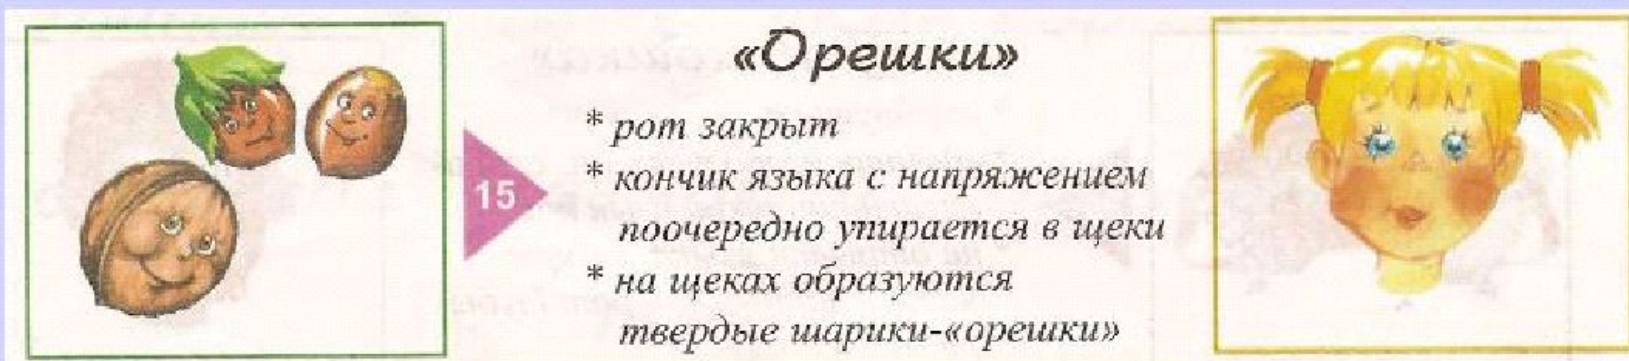 «Орешки»
* рот закрыт
15
* кончик языка с напряжением
поочередно упирается в щеки
* на щеках образуются
твердые шарики-«орешки»